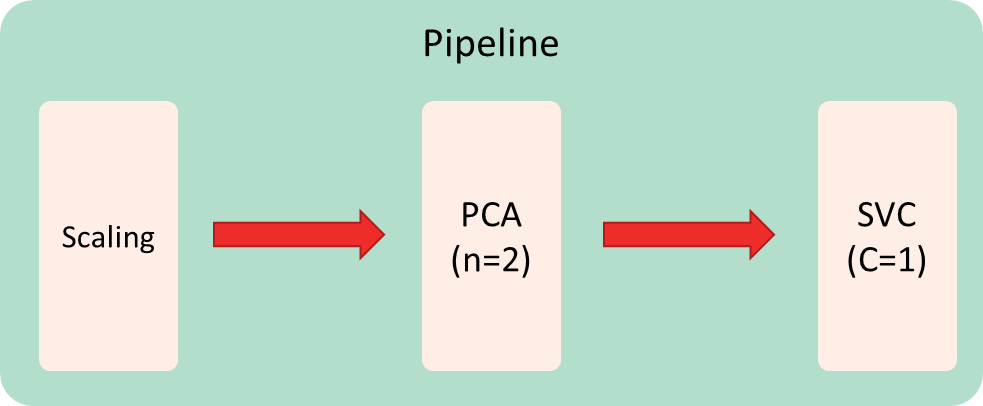 Pipeline
Scaling
PCA
(n=2)
SVC
(C=1)